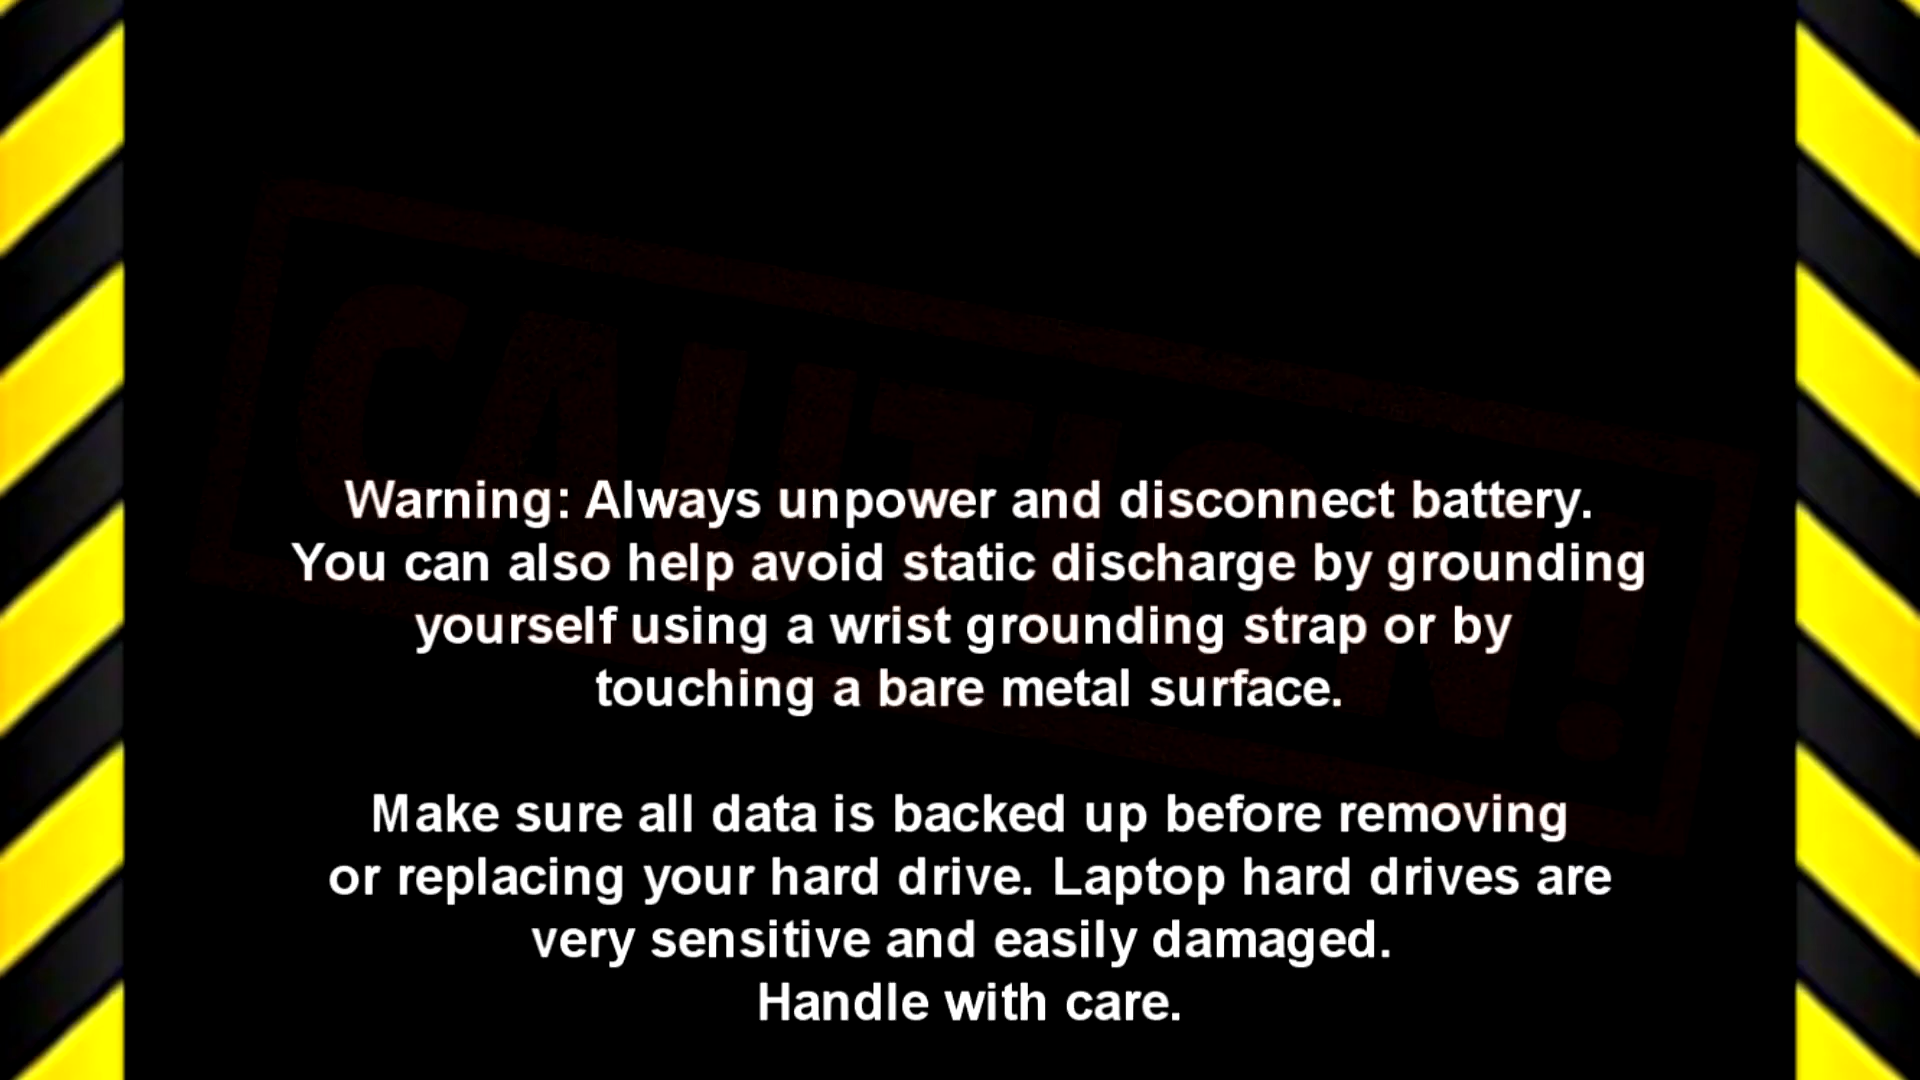 CAUTION!
Warning: Always unpower and disconnect battery.
You can also help avoid static discharge by grounding
yourself using a wrist grounding strap or by
touching a bare metal surface.
Make sure all data is backed up before removing
or replacing your hard drive. Laptop hard drives are
very sensitive and easily damaged.
Handle with care.